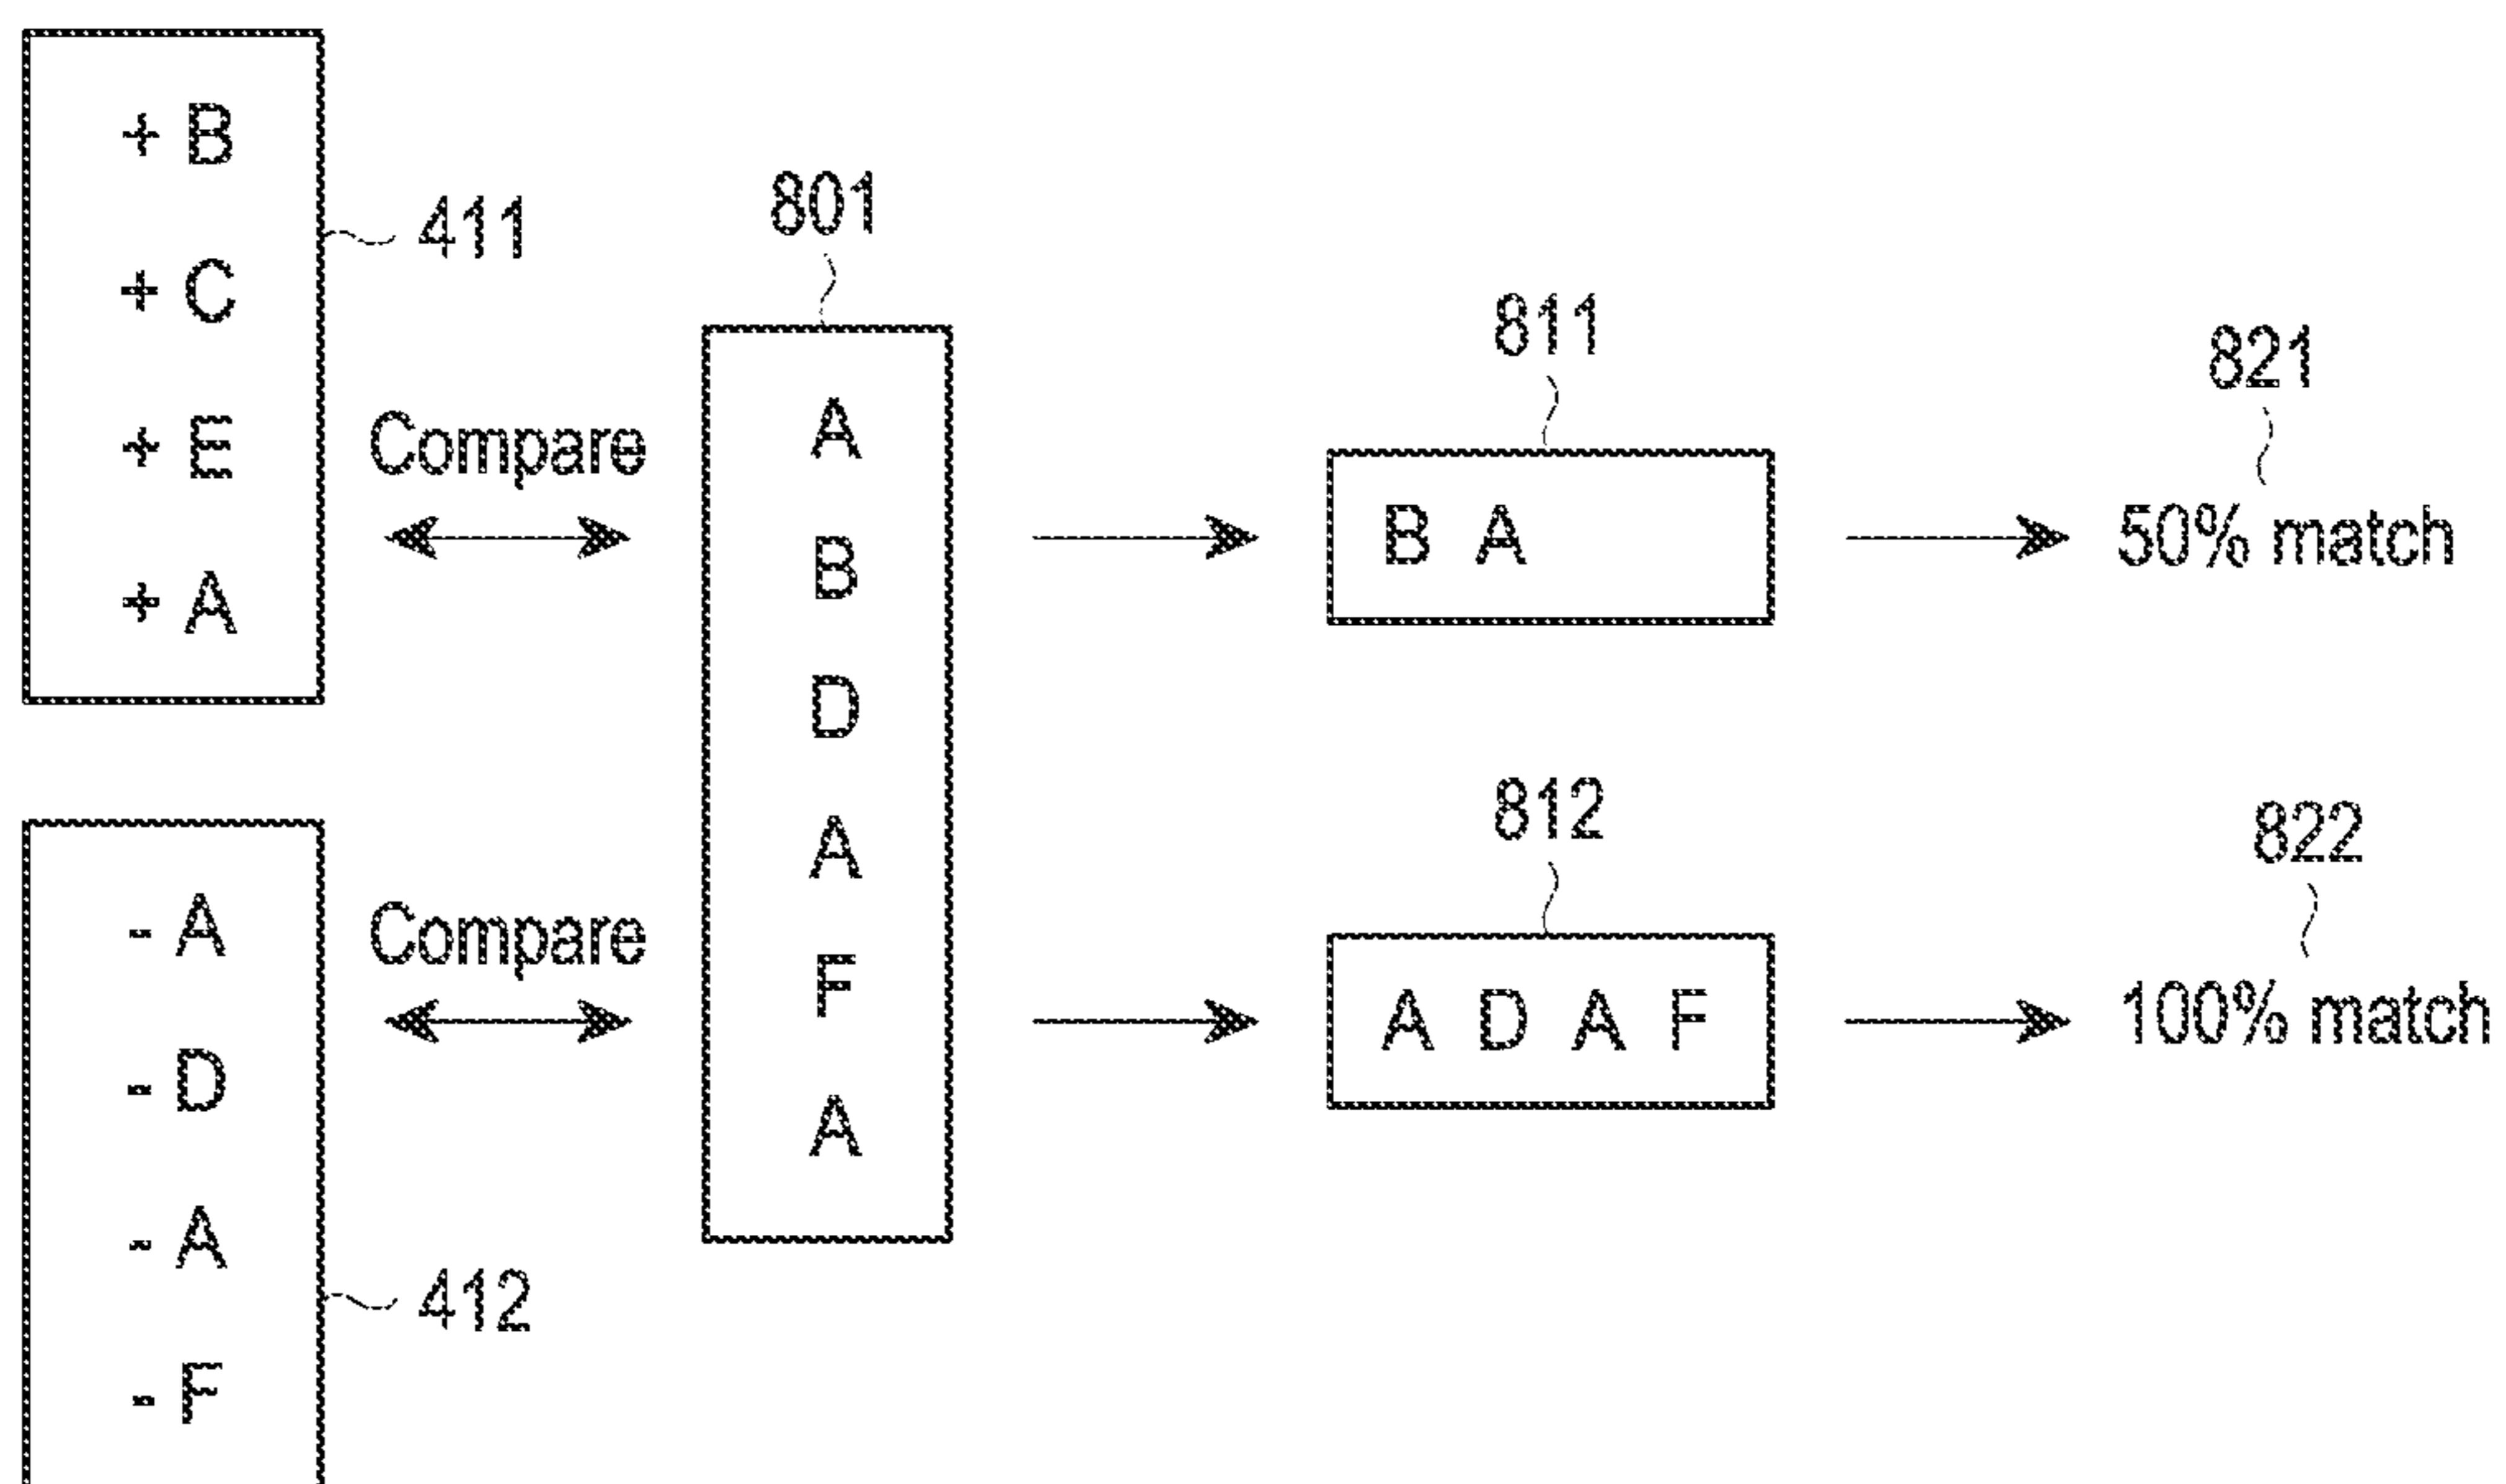 + B
+ C
+ E
+ A
411
Compare
- A
- D
- A
- F
412
Compare
801
A
B
D
A
F
A
811
B A
821
50% match
812
A D A F
822
100% match